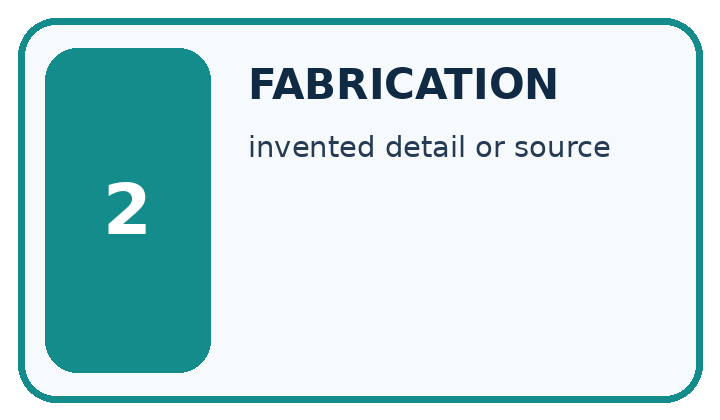 2
FABRICATION
invented detail or source